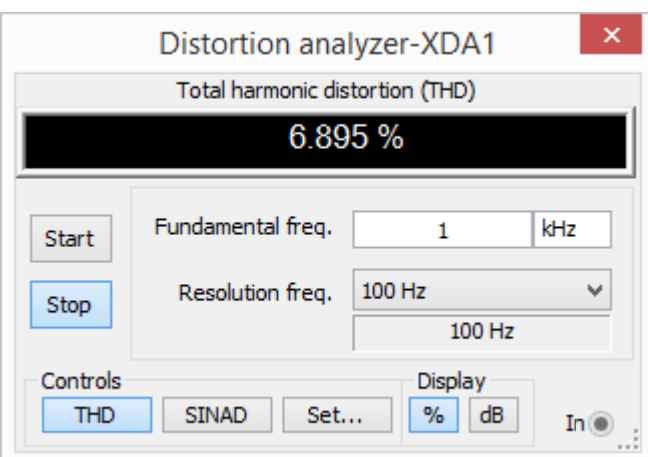 Distortion analyzer-XDA1
Total harmonic distortion (THD)
6.895 %
Start
Fundamental freq. 1 kHz
Stop
Resolution freq. 100 Hz
100 Hz
Controls
Display
THD SINAD Set... % dB In